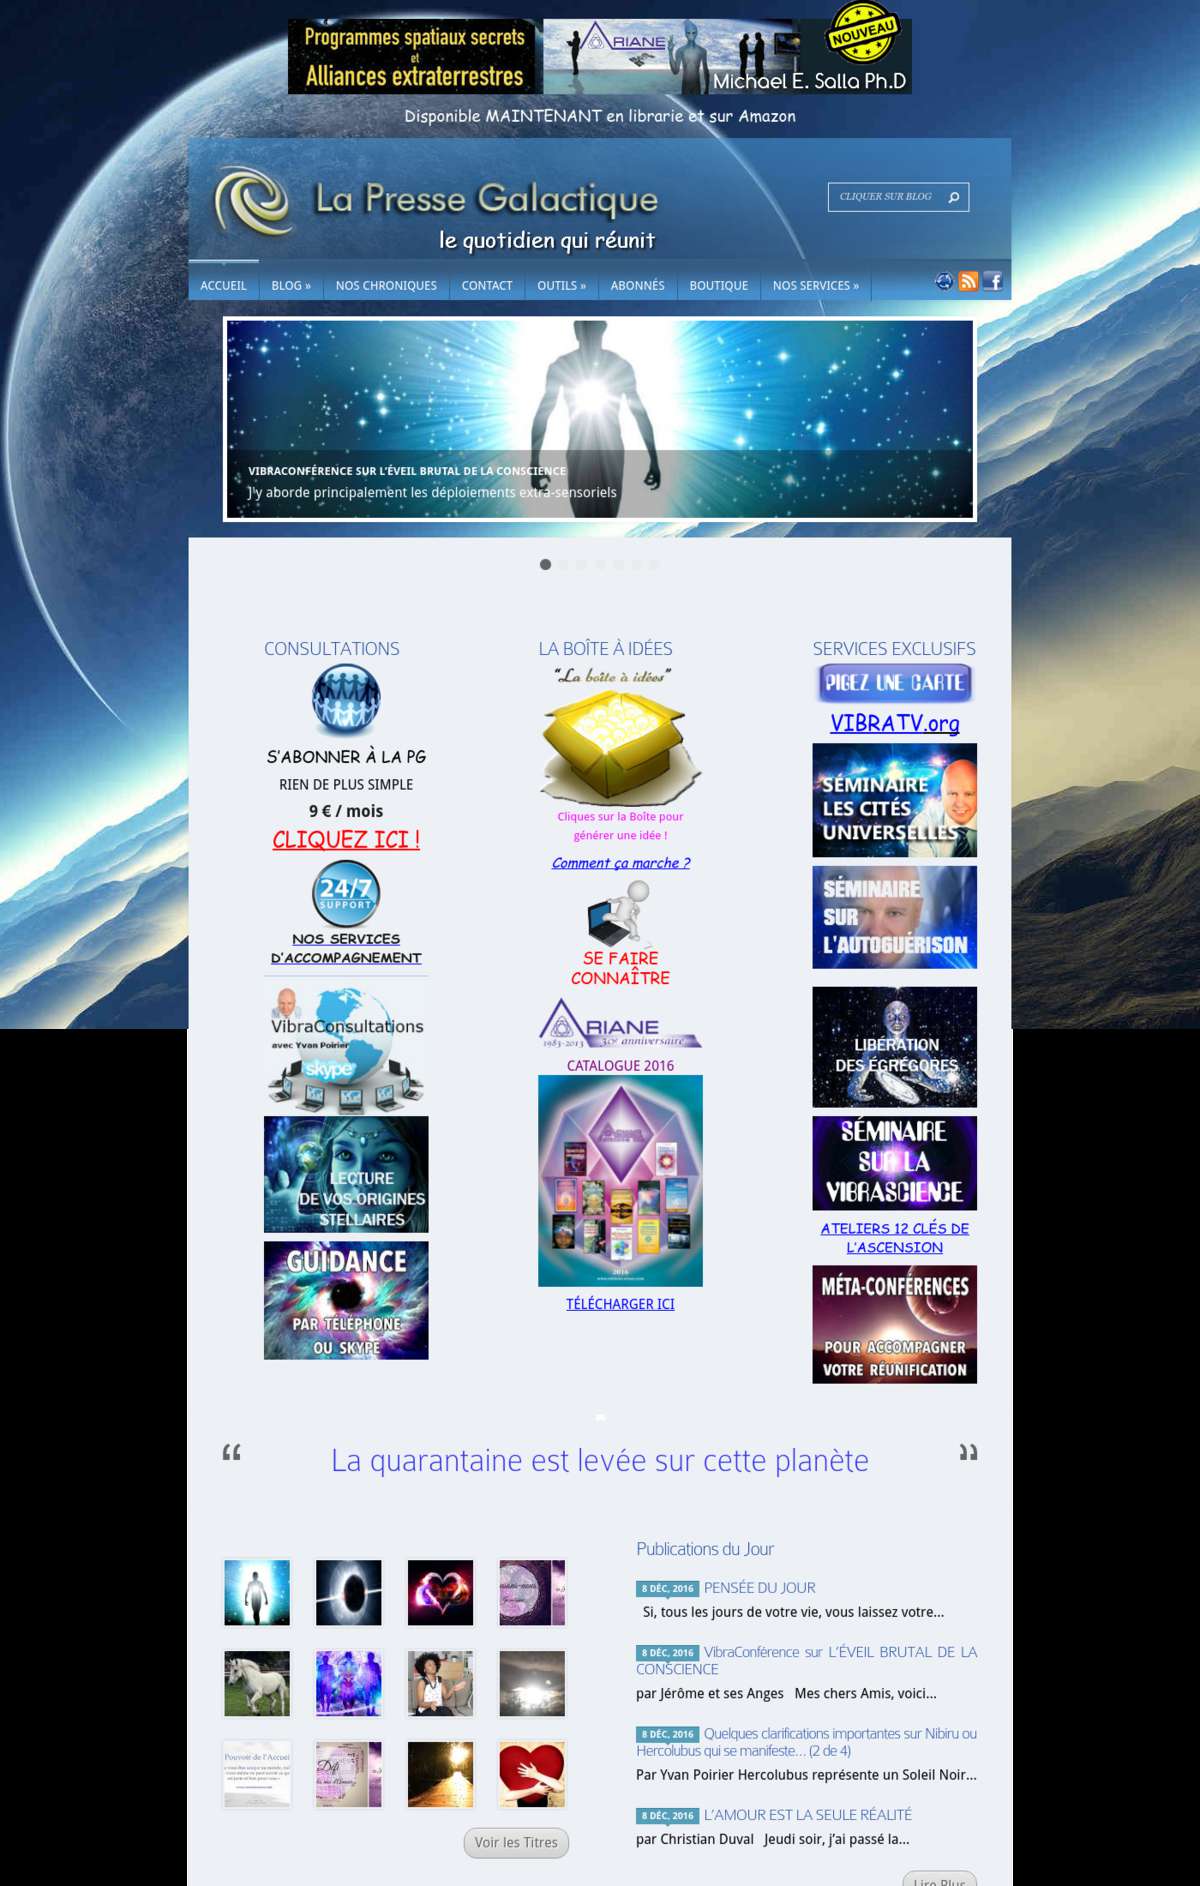 Programmes spatiaux secrets
et
Alliances extraterrestres
ARIANE
NOUVEAU
Michael E. Salla Ph.D
Disponible MAINTENANT en librarie et sur Amazon
La Presse Galactique
le quotidien qui réunit
CLIQUER SUR BLOG
ACCUEIL
BLOG »
NOS CHRONIQUES
CONTACT
OUTILS »
ABONNÉS
BOUTIQUE
NOS SERVICES »
VIBRACONFÉRENCE SUR L'ÉVEIL BRUTAL DE LA CONSCIENCE
J'y aborde principalement les déploiements extra-sensoriels
CONSULTATIONS
S'ABONNER À LA PG
RIEN DE PLUS SIMPLE
9 € / mois
CLIQUEZ ICI !
24/7
SUPPORT
NOS SERVICES
D'ACCOMPAGNEMENT
VibraConsultations
avec Yvan Poirier
skype
LECTURE
DE VOS ORIGINES
STELLAIRES
GUIDANCE
PAR TÉLÉPHONE
OU SKYPE
LA BOÎTE À IDÉES
“La boîte à idées”
Cliques sur la Boîte pour
générer une idée !
Comment ça marche ?
SE FAIRE
CONNAÎTRE
ARIANE
1983-2013 30e anniversaire
CATALOGUE 2016
2016
TÉLÉCHARGER ICI
SERVICES EXCLUSIFS
PIGEZ UNE CARTE
VIBRATV.org
SÉMINAIRE
LES CITÉS
UNIVERSELLES
SÉMINAIRE
SUR
L'AUTOGUÉRISON
LIBÉRATION
DES ÉGRÉGORES
SÉMINAIRE
SUR LA
VIBRASCIENCE
ATELIERS 12 CLÉS DE
L'ASCENSION
MÉTA-CONFÉRENCES
POUR ACCOMPAGNER
VOTRE RÉUNIFICATION
“ La quarantaine est levée sur cette planète ”
Pouvoir de l'Accueil
Défi
Voir les Titres
Publications du Jour
8 DÉC, 2016 PENSÉE DU JOUR
Si, tous les jours de votre vie, vous laissez votre...
8 DÉC, 2016 VibraConférence sur L'ÉVEIL BRUTAL DE LA
CONSCIENCE
par Jérôme et ses Anges Mes chers Amis, voici...
8 DÉC, 2016 Quelques clarifications importantes sur Nibiru ou
Hercolubus qui se manifeste... (2 de 4)
Par Yvan Poirier Hercolubus représente un Soleil Noir...
8 DÉC, 2016 L'AMOUR EST LA SEULE RÉALITÉ
par Christian Duval Jeudi soir, j'ai passé la...
Lire Plus